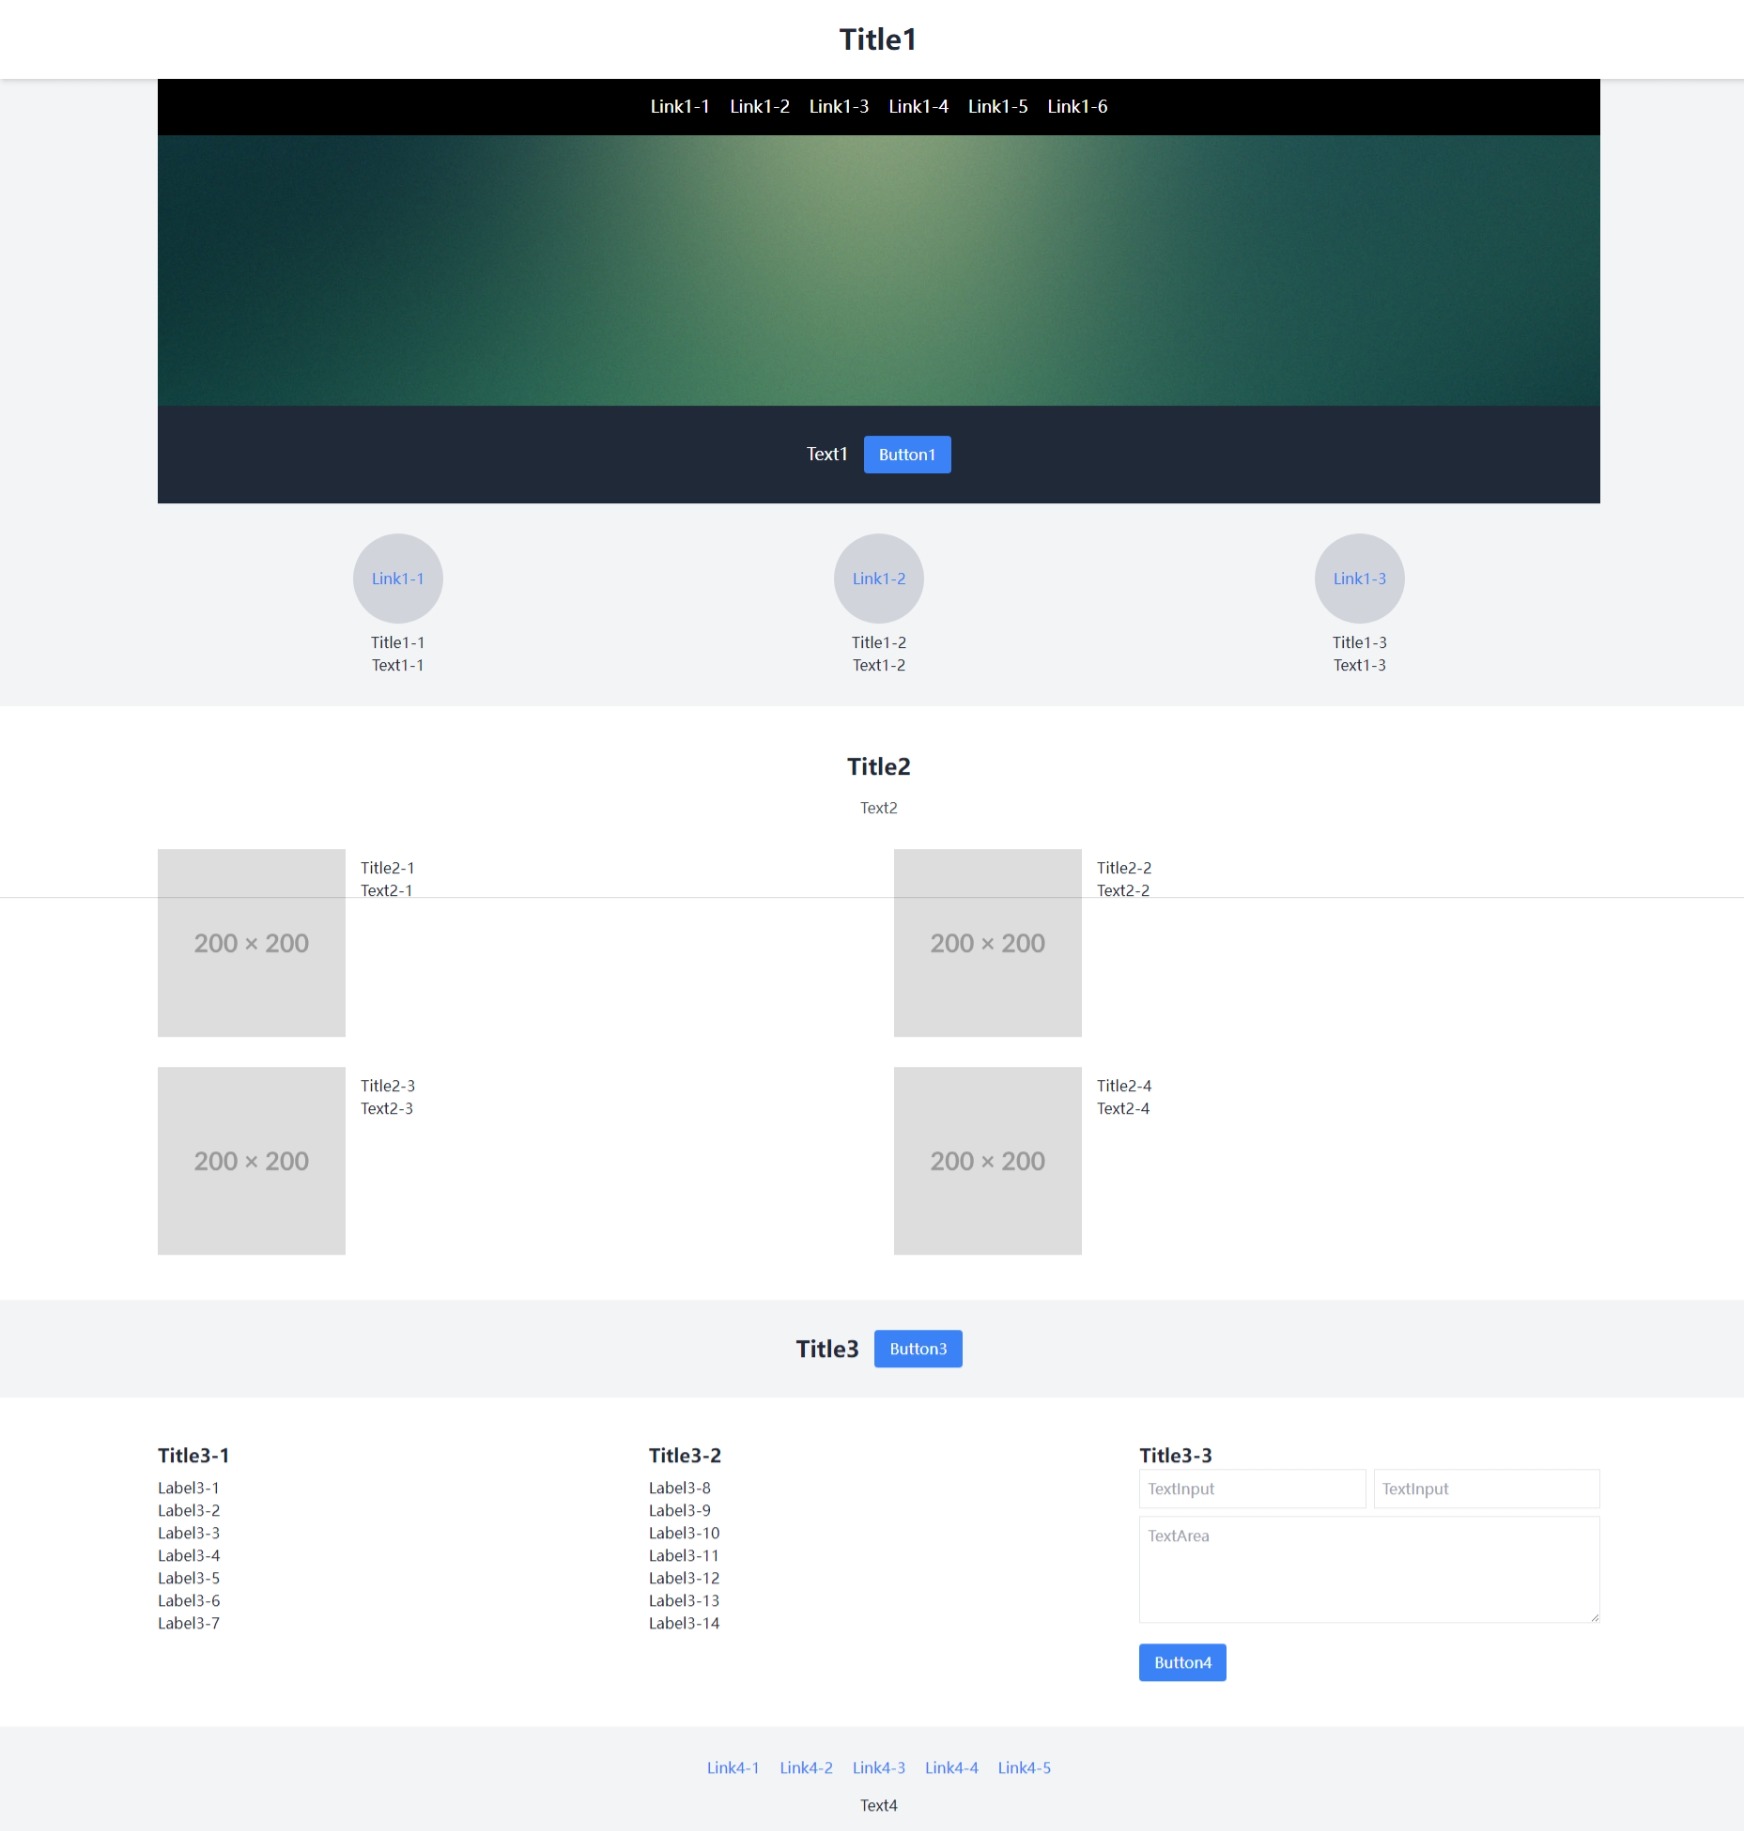 Title1
Link1-1 Link1-2 Link1-3 Link1-4 Link1-5 Link1-6
Text1 Button1
Link1-1
Title1-1
Text1-1
Link1-2
Title1-2
Text1-2
Link1-3
Title1-3
Text1-3
Title2
Text2
200 × 200
Title2-1
Text2-1
200 × 200
Title2-2
Text2-2
200 × 200
Title2-3
Text2-3
200 × 200
Title2-4
Text2-4
Title3 Button3
Title3-1
Label3-1
Label3-2
Label3-3
Label3-4
Label3-5
Label3-6
Label3-7
Title3-2
Label3-8
Label3-9
Label3-10
Label3-11
Label3-12
Label3-13
Label3-14
Title3-3
TextInput TextInput
TextArea
Button4
Link4-1 Link4-2 Link4-3 Link4-4 Link4-5
Text4